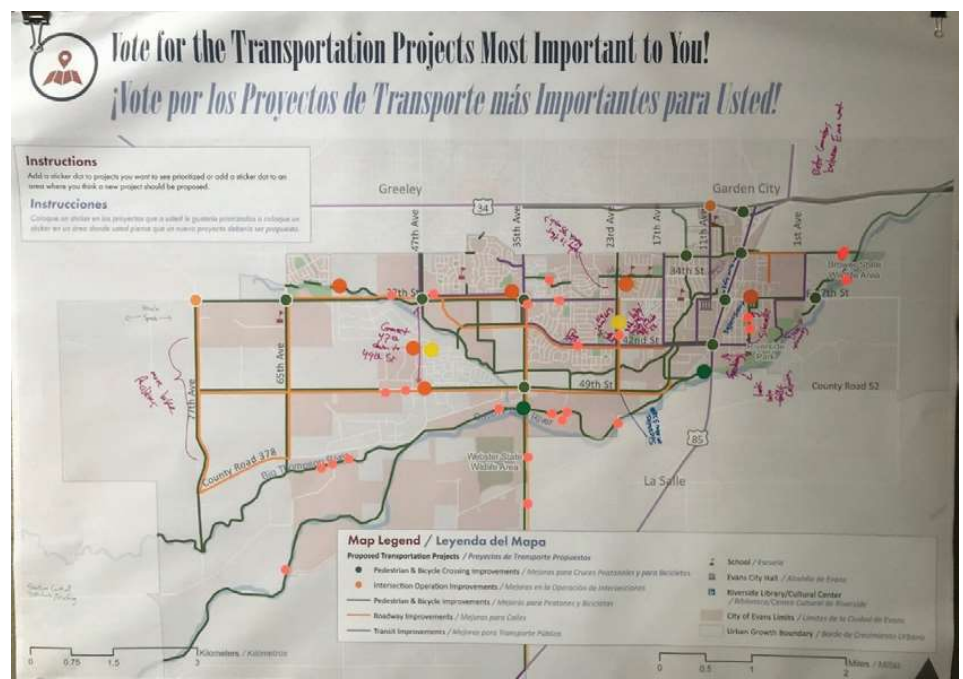 Vote for the Transportation Projects Most Important to You!
¡Vote por los Proyectos de Transporte más Importantes para Usted!
Instructions
Add a sticker dot to projects you want to see prioritized or add a sticker dot to an
area where you think a new project should be proposed.
Instrucciones
Coloque un sticker en los proyectos que a usted le gustaría priorizados o coloque un
sticker en un área donde usted piense que un nuevo proyecto debería ser propuesto.
Greeley
Garden City
34
47th Ave
35th Ave
23rd Ave
17th Ave
11th Ave
1st Ave
34th St
37th St
42nd St
65th Ave
77th Ave
49th St
Connect
47th
49th St
more
County Road 52
85
La Salle
River
County Road 378
Big Thompson River
Webster State
Wildlife Area
Riverside
Park
Wildlife Area
Map Legend / Leyenda del Mapa
Proposed Transportation Projects / Proyectos de Transporte Propuestos
Pedestrian & Bicycle Crossing Improvements / Mejoras para Cruces Peatonales y para Bicicletas
Intersection Operation Improvements / Mejoras en la Operación de Intersecciones
Pedestrian & Bicycle Improvements / Mejoras para Peatones y Bicicletas
Roadway Improvements / Mejoras para Calles
Transit Improvements / Mejoras para Transporte Público
School / Escuela
Evans City Hall / Alcaldía de Evans
Riverside Library/Cultural Center
/ Biblioteca/Centro Cultural de Riverside
City of Evans Limits / Límites de la Ciudad de Evans
Urban Growth Boundary / Borde de Crecimiento Urbano
0 0.75 1.5 3 Kilometers / Kilómetros
0 0.5 1 2 Miles / Millas